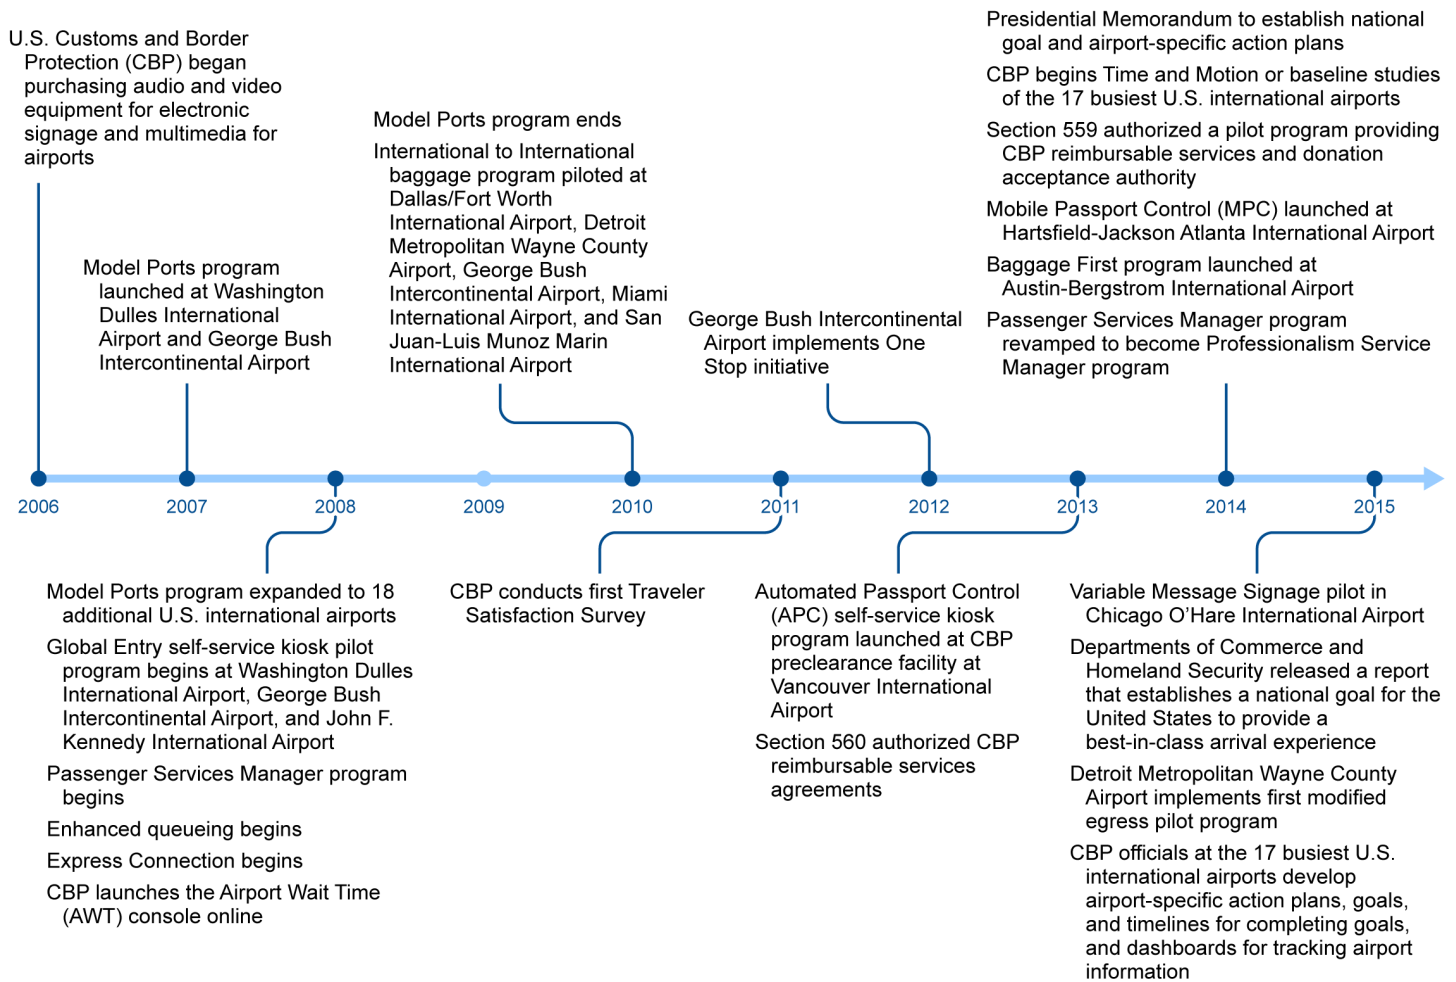 U.S. Customs and Border
Protection (CBP) began
purchasing audio and video
equipment for electronic
signage and multimedia for
airports
Model Ports program
launched at Washington
Dulles International
Airport and George Bush
Intercontinental Airport
Model Ports program ends
International to International
baggage program piloted at
Dallas/Fort Worth
International Airport, Detroit
Metropolitan Wayne County
Airport, George Bush
Intercontinental Airport, Miami
International Airport, and San
Juan-Luis Munoz Marin
International Airport
George Bush Intercontinental
Airport implements One
Stop initiative
Presidential Memorandum to establish national
goal and airport-specific action plans
CBP begins Time and Motion or baseline studies
of the 17 busiest U.S. international airports
Section 559 authorized a pilot program providing
CBP reimbursable services and donation
acceptance authority
Mobile Passport Control (MPC) launched at
Hartsfield-Jackson Atlanta International Airport
Baggage First program launched at
Austin-Bergstrom International Airport
Passenger Services Manager program
revamped to become Professionalism Service
Manager program
2006
2007
2008
2009
2010
2011
2012
2013
2014
2015
Model Ports program expanded to 18
additional U.S. international airports
Global Entry self-service kiosk pilot
program begins at Washington Dulles
International Airport, George Bush
Intercontinental Airport, and John F.
Kennedy International Airport
Passenger Services Manager program
begins
Enhanced queueing begins
Express Connection begins
CBP launches the Airport Wait Time
(AWT) console online
CBP conducts first Traveler
Satisfaction Survey
Automated Passport Control
(APC) self-service kiosk
program launched at CBP
preclearance facility at
Vancouver International
Airport
Section 560 authorized CBP
reimbursable services
agreements
Variable Message Signage pilot in
Chicago O’Hare International Airport
Departments of Commerce and
Homeland Security released a report
that establishes a national goal for the
United States to provide a
best-in-class arrival experience
Detroit Metropolitan Wayne County
Airport implements first modified
egress pilot program
CBP officials at the 17 busiest U.S.
international airports develop
airport-specific action plans, goals,
and timelines for completing goals,
and dashboards for tracking airport
information